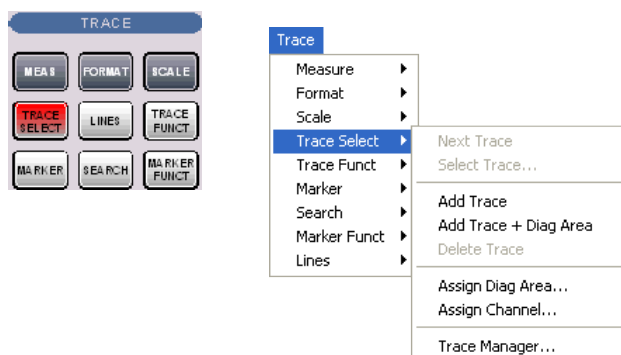 TRACE
MEAS FORMAT SCALE
TRACE SELECT LINES TRACE FUNCT
MARKER SEARCH MARKER FUNCT
Trace
Measure
Format
Scale
Trace Select
Trace Funct
Marker
Search
Marker Funct
Lines
Next Trace
Select Trace...
Add Trace
Add Trace + Diag Area
Delete Trace
Assign Diag Area...
Assign Channel...
Trace Manager...